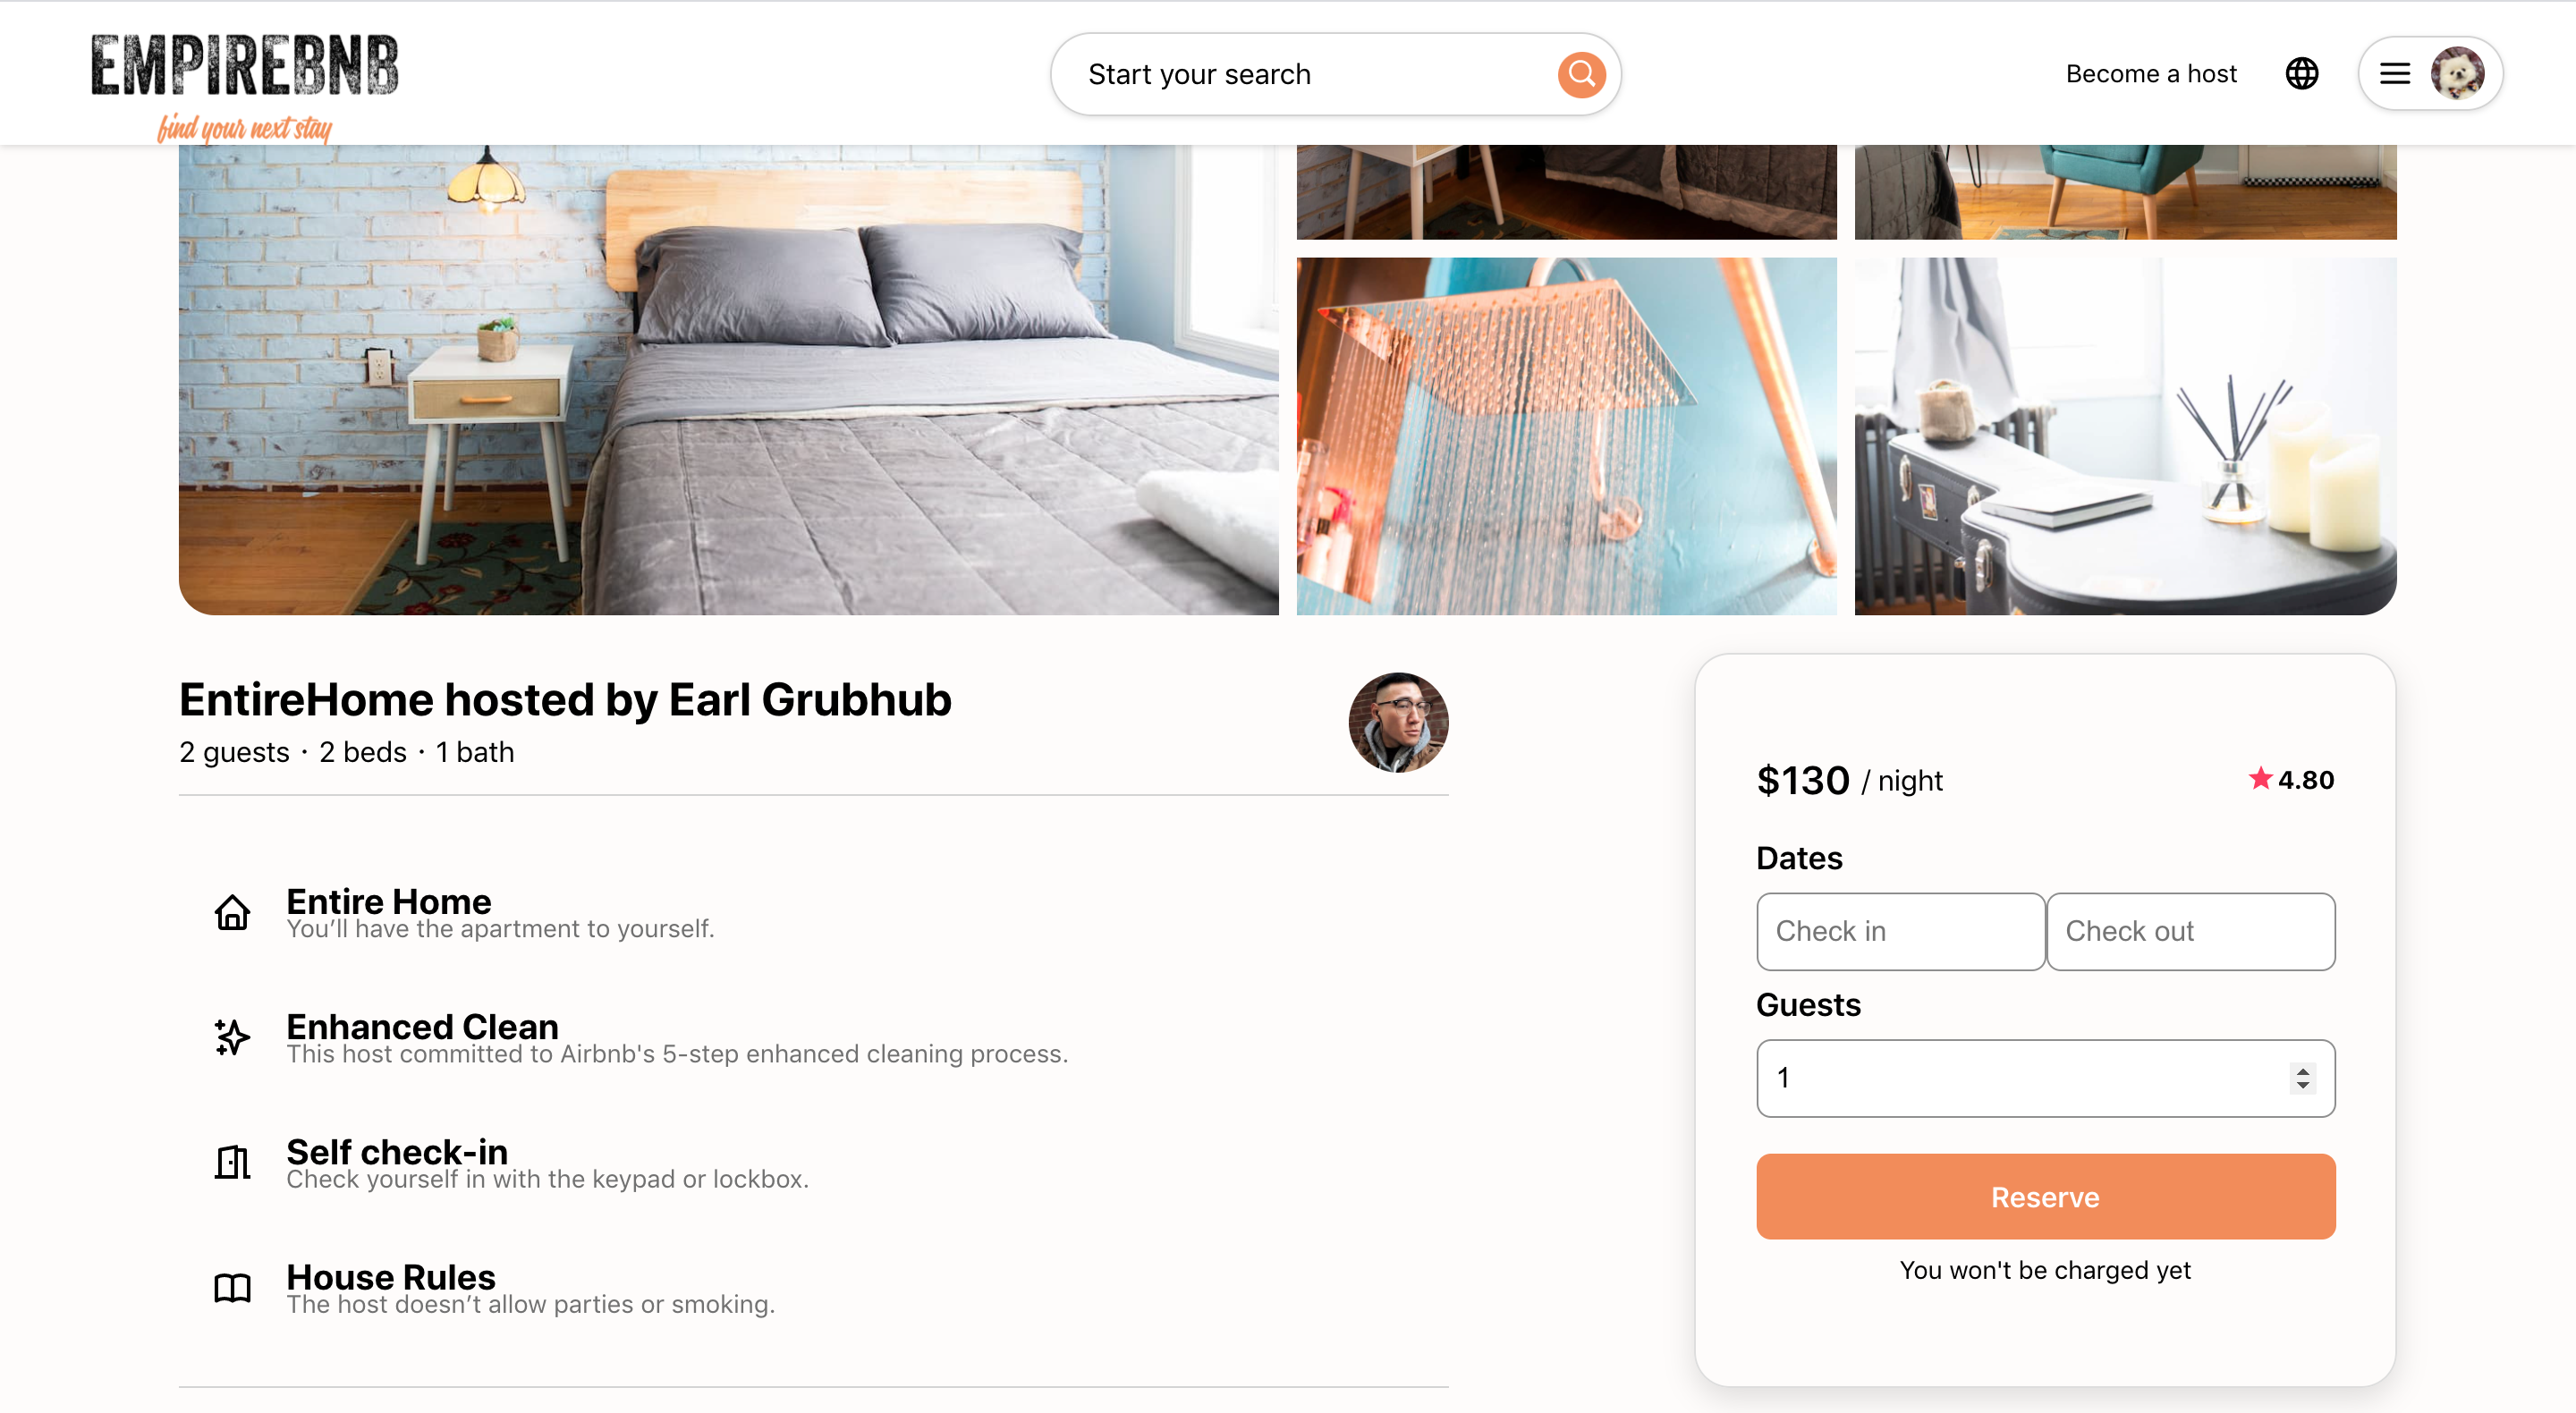 EMPIREBNB
find your next stay
Start your search
Become a host
EntireHome hosted by Earl Grubhub
2 guests · 2 beds · 1 bath
Entire Home
You’ll have the apartment to yourself.
Enhanced Clean
This host committed to Airbnb's 5-step enhanced cleaning process.
Self check-in
Check yourself in with the keypad or lockbox.
House Rules
The host doesn’t allow parties or smoking.
$130 / night
4.80
Dates
Check in
Check out
Guests
1
Reserve
You won't be charged yet